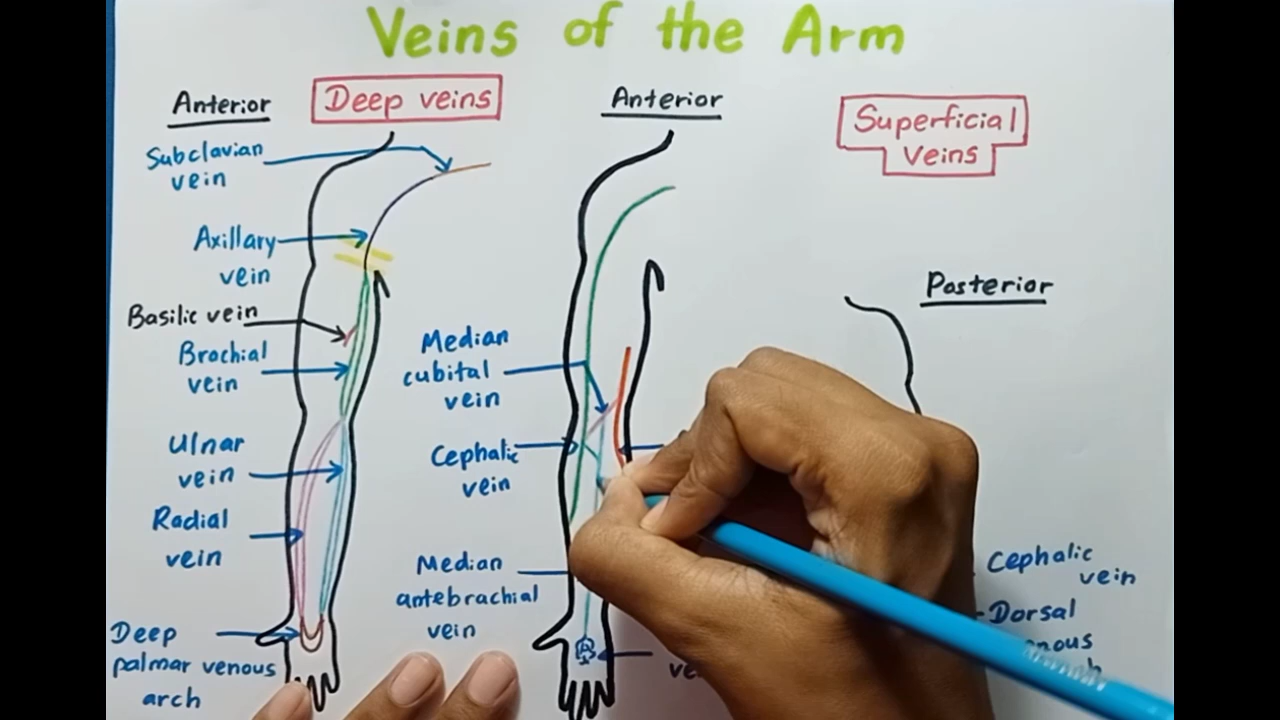 Veins of the Arm
Anterior
Deep veins
Subclavian
vein
Axillary
vein
Basilic vein
Brachial
vein
Ulnar
vein
Radial
vein
Deep
palmar venous
arch
Anterior
Median
cubital
vein
Cephalic
vein
Median
antebrachial
vein
Superficial
Veins
Posterior
Cephalic
vein
Dorsal